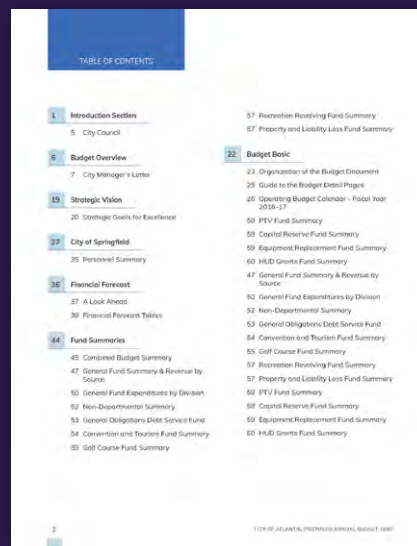 TABLE OF CONTENTS
1 Introduction Section
5 City Council
6 Budget Overview
7 City Manager's Letter
19 Strategic Vision
20 Strategic Goals for Excellence
27 City of Springfield
35 Personnel Summary
36 Financial Forecast
37 A Look Ahead
38 Financial Forecast Tables
44 Fund Summaries
45 Combined Budget Summary
47 General Fund Summary & Revenue by
Source
50 General Fund Expenditures by Division
52 Non-Departmental Summary
53 General Obligations Debt Service Fund
54 Convention and Tourism Fund Summary
55 Golf Course Fund Summary
57 Recreation Revolving Fund Summary
57 Property and Liability Loss Fund Summary
22 Budget Basic
23 Organization of the Budget Document
25 Guide to the Budget Detail Pages
26 Operating Budget Calendar - Fiscal Year
2016-17
58 PTV Fund Summary
58 Capital Reserve Fund Summary
59 Equipment Replacement Fund Summary
60 HUD Grants Fund Summary
47 General Fund Summary & Revenue by
Source
50 General Fund Expenditures by Division
52 Non-Departmental Summary
53 General Obligations Debt Service Fund
54 Convention and Tourism Fund Summary
55 Golf Course Fund Summary
57 Recreation Revolving Fund Summary
57 Property and Liability Loss Fund Summary
58 PTV Fund Summary
58 Capital Reserve Fund Summary
59 Equipment Replacement Fund Summary
60 HUD Grants Fund Summary
2
CITY OF ATLANTIS, PROPOSED ANNUAL BUDGET